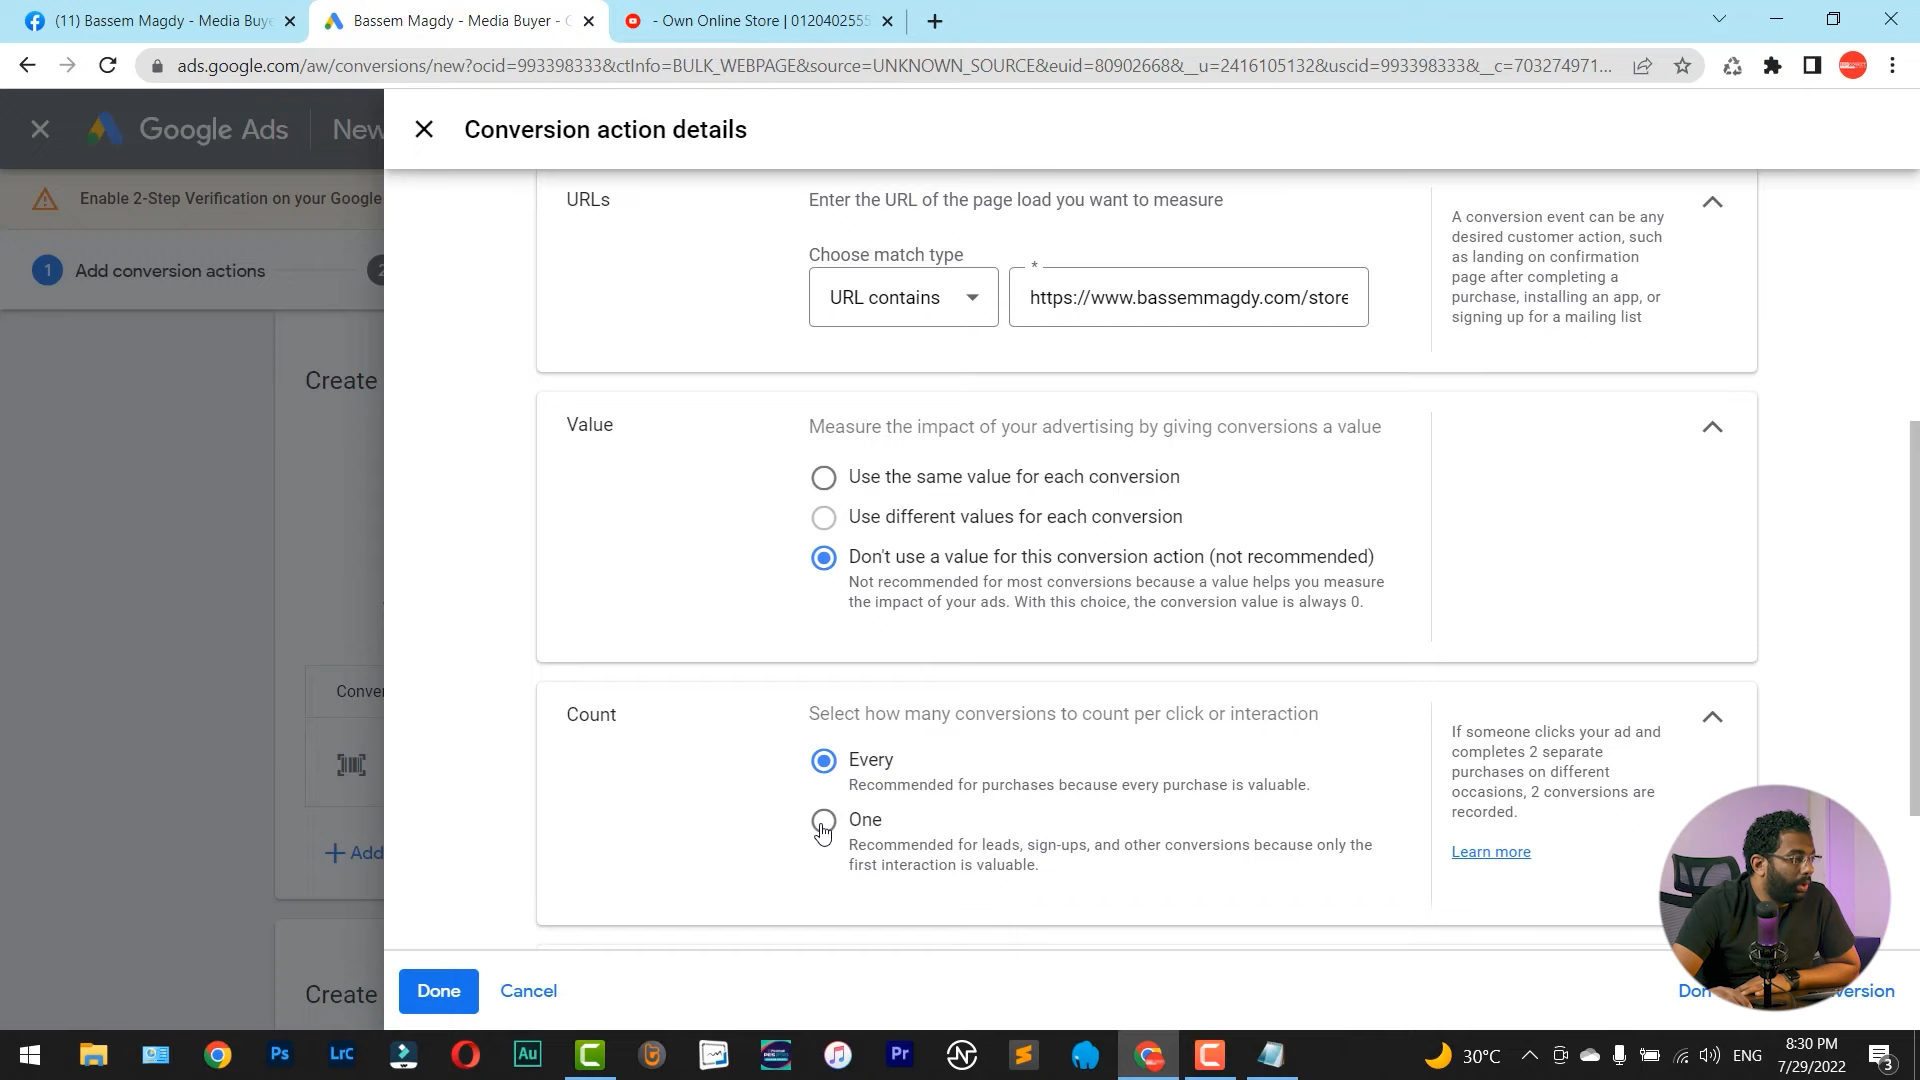 (11) Bassem Magdy - Media Buye
Bassem Magdy - Media Buyer - G
- Own Online Store | 0120402555
ads.google.com/aw/conversions/new?ocid=993398333&ctInfo=BULK_WEBPAGE&source=UNKNOWN_SOURCE&euid=80902668&__u=2416105132&uscid=993398333&__c=703274971...
Google Ads
New
Conversion action details
Enable 2-Step Verification on your Google
1
Add conversion actions
2
Create
Conver
Add
Create
URLs
Enter the URL of the page load you want to measure
Choose match type
URL contains
*
https://www.bassemmagdy.com/store
A conversion event can be any
desired customer action, such
as landing on confirmation
page after completing a
purchase, installing an app, or
signing up for a mailing list
Value
Measure the impact of your advertising by giving conversions a value
Use the same value for each conversion
Use different values for each conversion
Don't use a value for this conversion action (not recommended)
Not recommended for most conversions because a value helps you measure
the impact of your ads. With this choice, the conversion value is always 0.
Count
Select how many conversions to count per click or interaction
Every
Recommended for purchases because every purchase is valuable.
One
Recommended for leads, sign-ups, and other conversions because only the
first interaction is valuable.
If someone clicks your ad and
completes 2 separate
purchases on different
occasions, 2 conversions are
recorded.
Learn more
Done
Cancel
Don
version
Ps
LrC
Au
Pr
30°C
ENG
8:30 PM
7/29/2022
3